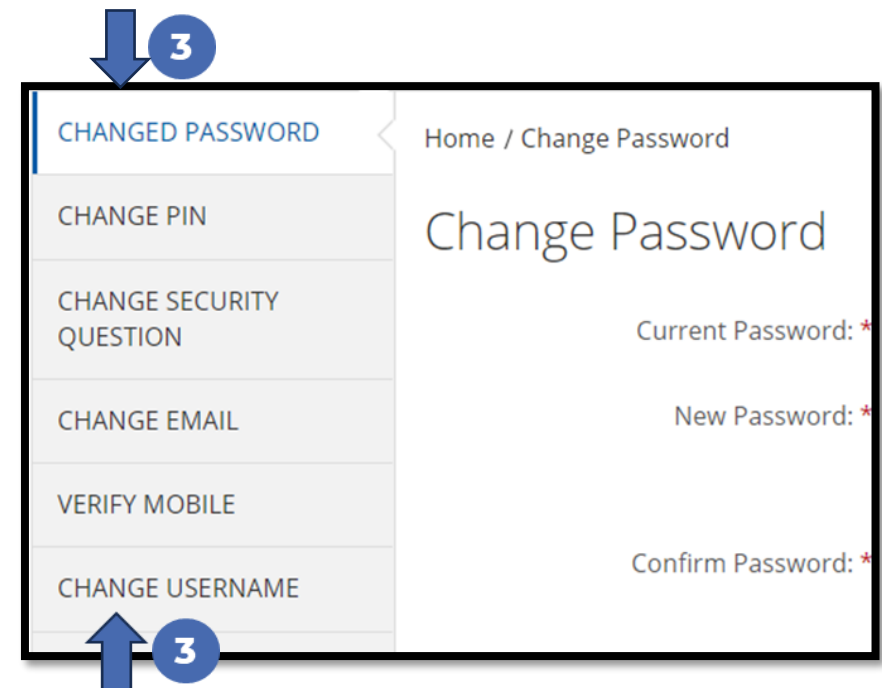 3
CHANGED PASSWORD
CHANGE PIN
CHANGE SECURITY
QUESTION
CHANGE EMAIL
VERIFY MOBILE
CHANGE USERNAME
3
Home / Change Password
Change Password
Current Password: *
New Password: *
Confirm Password: *